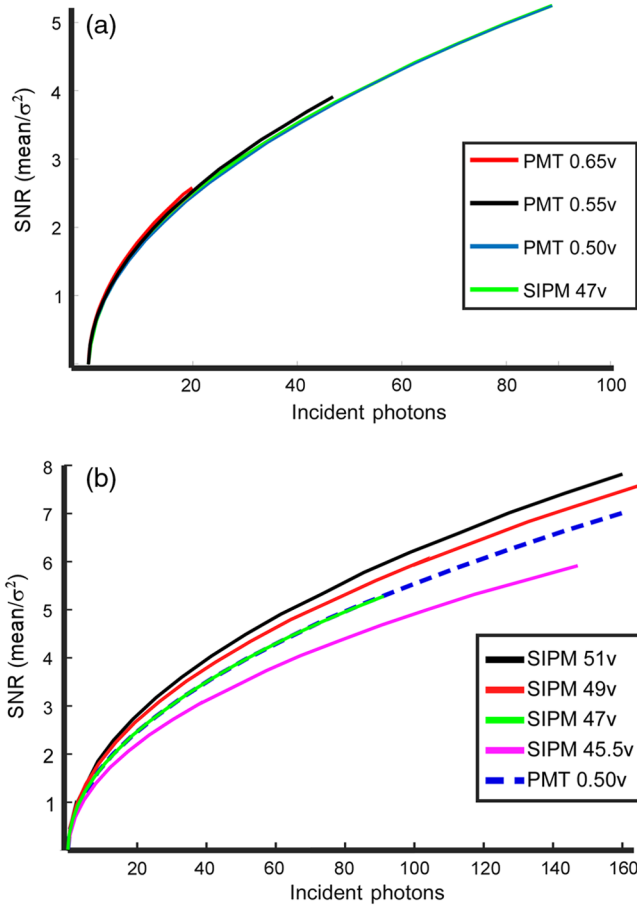 (a)
5
4
3
2
1
SNR (mean/σ²)
20 40 60 80 100
Incident photons
PMT 0.65v
PMT 0.55v
PMT 0.50v
SIPM 47v
(b)
8
7
6
5
4
3
2
1
SNR (mean/σ²)
20 40 60 80 100 120 140 160
Incident photons
SIPM 51v
SIPM 49v
SIPM 47v
SIPM 45.5v
PMT 0.50v